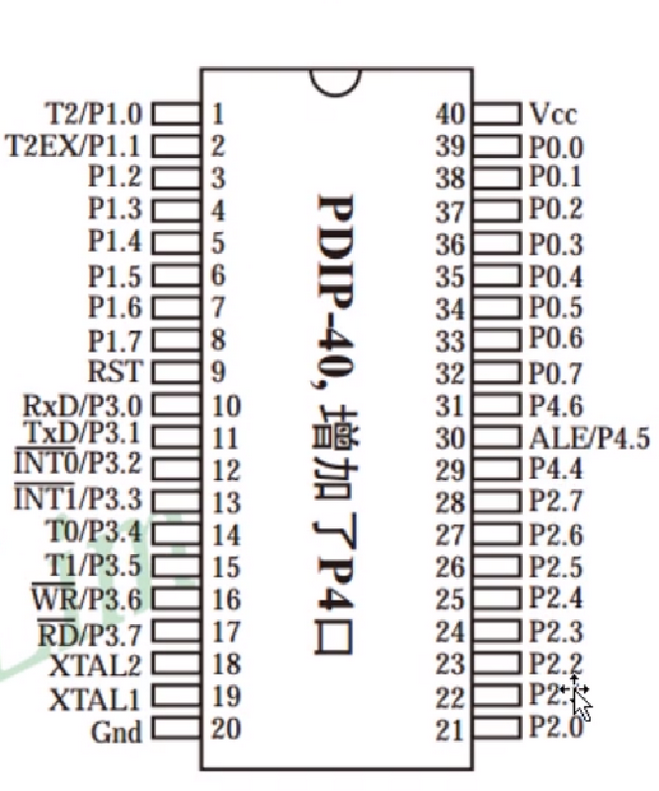 T2/P1.0 1 40 Vcc
T2EX/P1.1 2 39 P0.0
P1.2 3 38 P0.1
P1.3 4 37 P0.2
P1.4 5 36 P0.3
P1.5 6 35 P0.4
P1.6 7 34 P0.5
P1.7 8 33 P0.6
RST 9 32 P0.7
RxD/P3.0 10 31 P4.6
TxD/P3.1 11 30 ALE/P4.5
INT0/P3.2 12 29 P4.4
INT1/P3.3 13 28 P2.7
T0/P3.4 14 27 P2.6
T1/P3.5 15 26 P2.5
WR/P3.6 16 25 P2.4
RD/P3.7 17 24 P2.3
XTAL2 18 23 P2.2
XTAL1 19 22
Gnd 20 21 P2.0
PDIP-40, 增加了P4口